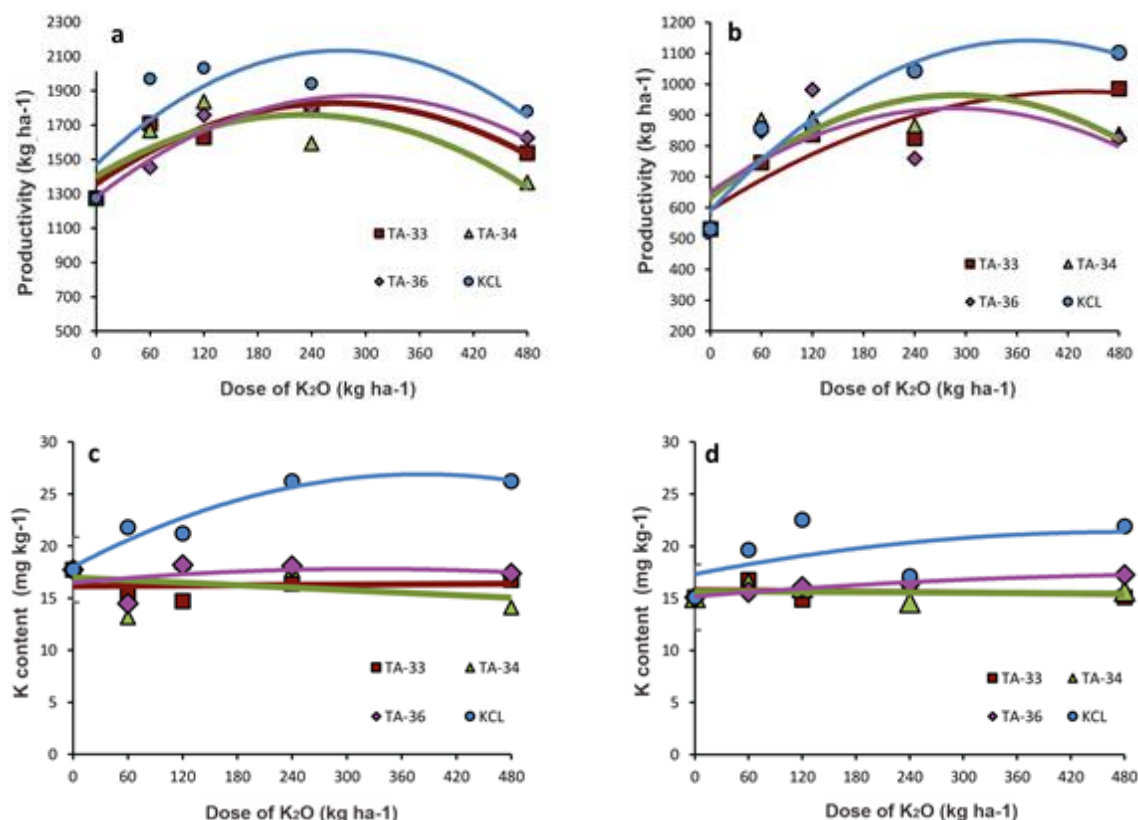 a
Productivity (kg ha-1)
2300
2100
1900
1700
1500
1300
1100
900
700
500
0 60 120 180 240 300 360 420 480
Dose of K₂O (kg ha-1)
TA-33 TA-34
TA-36 KCL
b
Productivity (kg ha-1)
1200
1100
1000
900
800
700
600
500
400
300
200
0 60 120 180 240 300 360 420 480
Dose of K₂O (kg ha-1)
TA-33 TA-34
TA-36 KCL
c
K content (mg kg-1)
30
25
20
15
10
5
0
0 60 120 180 240 300 360 420 480
Dose of K₂O (kg ha-1)
TA-33 TA-34
TA-36 KCL
d
K content (mg kg-1)
30
25
20
15
10
5
0
0 60 120 180 240 300 360 420 480
Dose of K₂O (kg ha-1)
TA-33 TA-34
TA-36 KCL